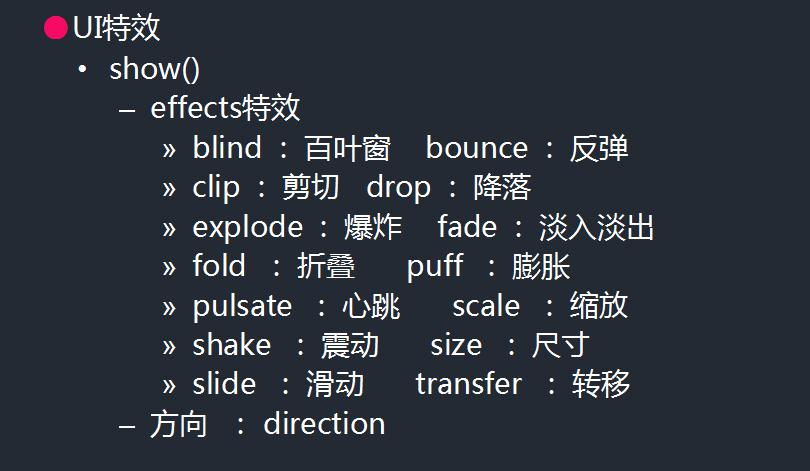 UI特效
• show()
– effects特效
» blind : 百叶窗 bounce : 反弹
» clip : 剪切 drop : 降落
» explode : 爆炸 fade : 淡入淡出
» fold : 折叠 puff : 膨胀
» pulsate : 心跳 scale : 缩放
» shake : 震动 size : 尺寸
» slide : 滑动 transfer : 转移
– 方向 : direction